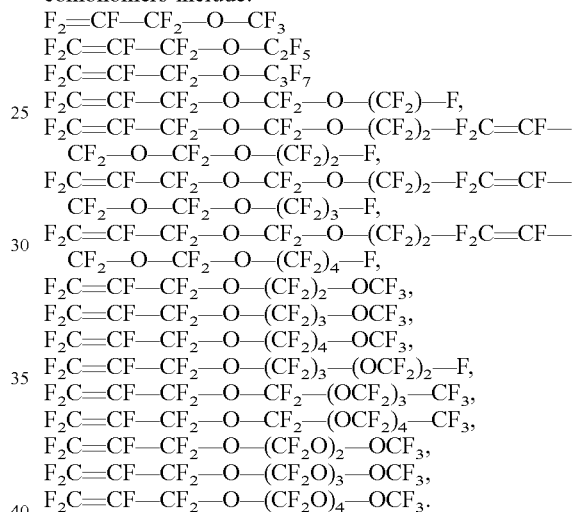 comonomers include:
F₂═CF—CF₂—O—CF₃
F₂C═CF—CF₂—O—C₂F₅
F₂C═CF—CF₂—O—C₃F₇
25 F₂C═CF—CF₂—O—CF₂—O—(CF₂)—F,
F₂C═CF—CF₂—O—CF₂—O—(CF₂)₂—F₂C═CF—
CF₂—O—CF₂—O—(CF₂)₂—F,
F₂C═CF—CF₂—O—CF₂—O—(CF₂)₂—F₂C═CF—
CF₂—O—CF₂—O—(CF₂)₃—F,
30 F₂C═CF—CF₂—O—CF₂—O—(CF₂)₂—F₂C═CF—
CF₂—O—CF₂—O—(CF₂)₄—F,
F₂C═CF—CF₂—O—(CF₂)₂—OCF₃,
F₂C═CF—CF₂—O—(CF₂)₃—OCF₃,
F₂C═CF—CF₂—O—(CF₂)₄—OCF₃,
35 F₂C═CF—CF₂—O—(CF₂)₃—(OCF₂)₂—F,
F₂C═CF—CF₂—O—CF₂—(OCF₂)₃—CF₃,
F₂C═CF—CF₂—O—CF₂—(OCF₂)₄—CF₃,
F₂C═CF—CF₂—O—(CF₂O)₂—OCF₃,
F₂C═CF—CF₂—O—(CF₂O)₃—OCF₃,
40 F₂C═CF—CF₂—O—(CF₂O)₄—OCF₃.